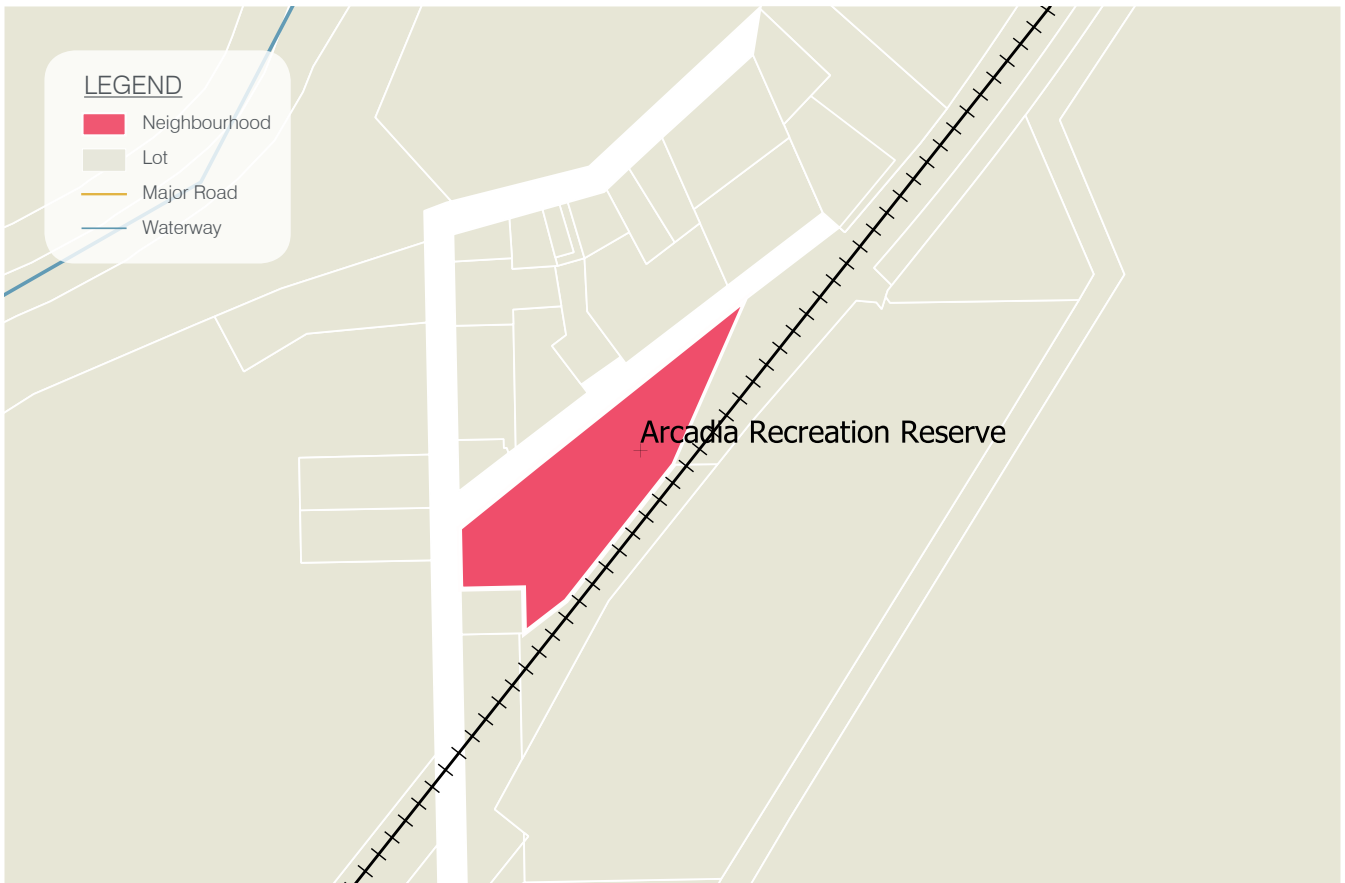 LEGEND
Neighbourhood
Lot
Major Road
Waterway
Arcadia Recreation Reserve